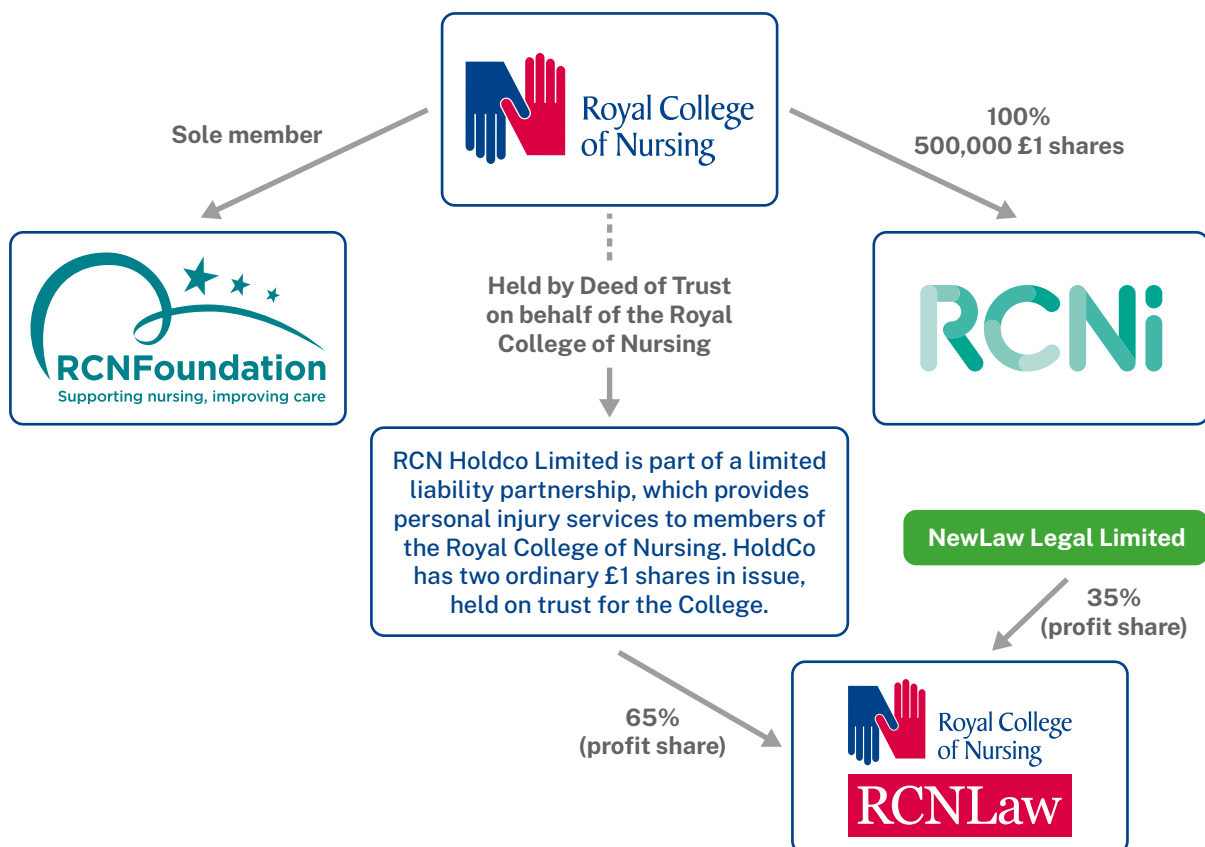 Royal College
of Nursing
Sole member
100%
500,000 £1 shares
RCNFoundation
Supporting nursing, improving care
Held by Deed of Trust
on behalf of the Royal
College of Nursing
RCNi
RCN Holdco Limited is part of a limited
liability partnership, which provides
personal injury services to members of
the Royal College of Nursing. HoldCo
has two ordinary £1 shares in issue,
held on trust for the College.
NewLaw Legal Limited
35%
(profit share)
65%
(profit share)
Royal College
of Nursing
RCNLaw